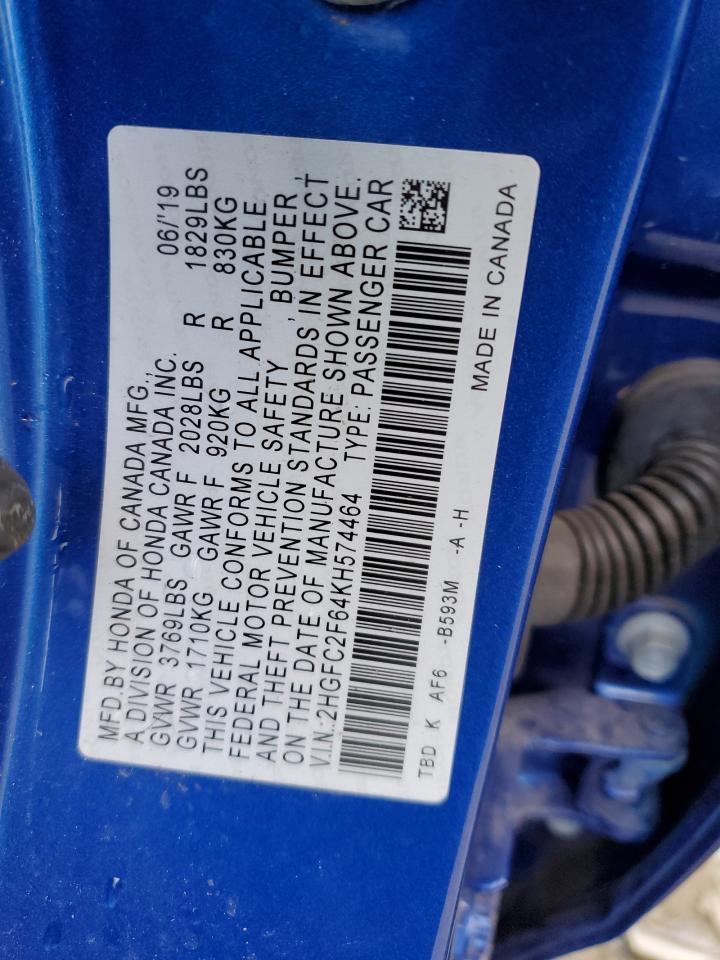 MFD.BY HONDA OF CANADA MFG., 06/'19
A DIVISION OF HONDA CANADA INC.
GVWR 3769LBS GAWR F 2028LBS R 1829LBS
GVWR 1710KG GAWR F 920KG R 830KG
THIS VEHICLE CONFORMS TO ALL APPLICABLE
FEDERAL MOTOR VEHICLE SAFETY , BUMPER ,
AND THEFT PREVENTION STANDARDS IN EFFECT
ON THE DATE OF MANUFACTURE SHOWN ABOVE.
V.I.N.:2HGFC2F64KH574464 TYPE: PASSENGER CAR
TBD K AF6 -B593M -A -H MADE IN CANADA